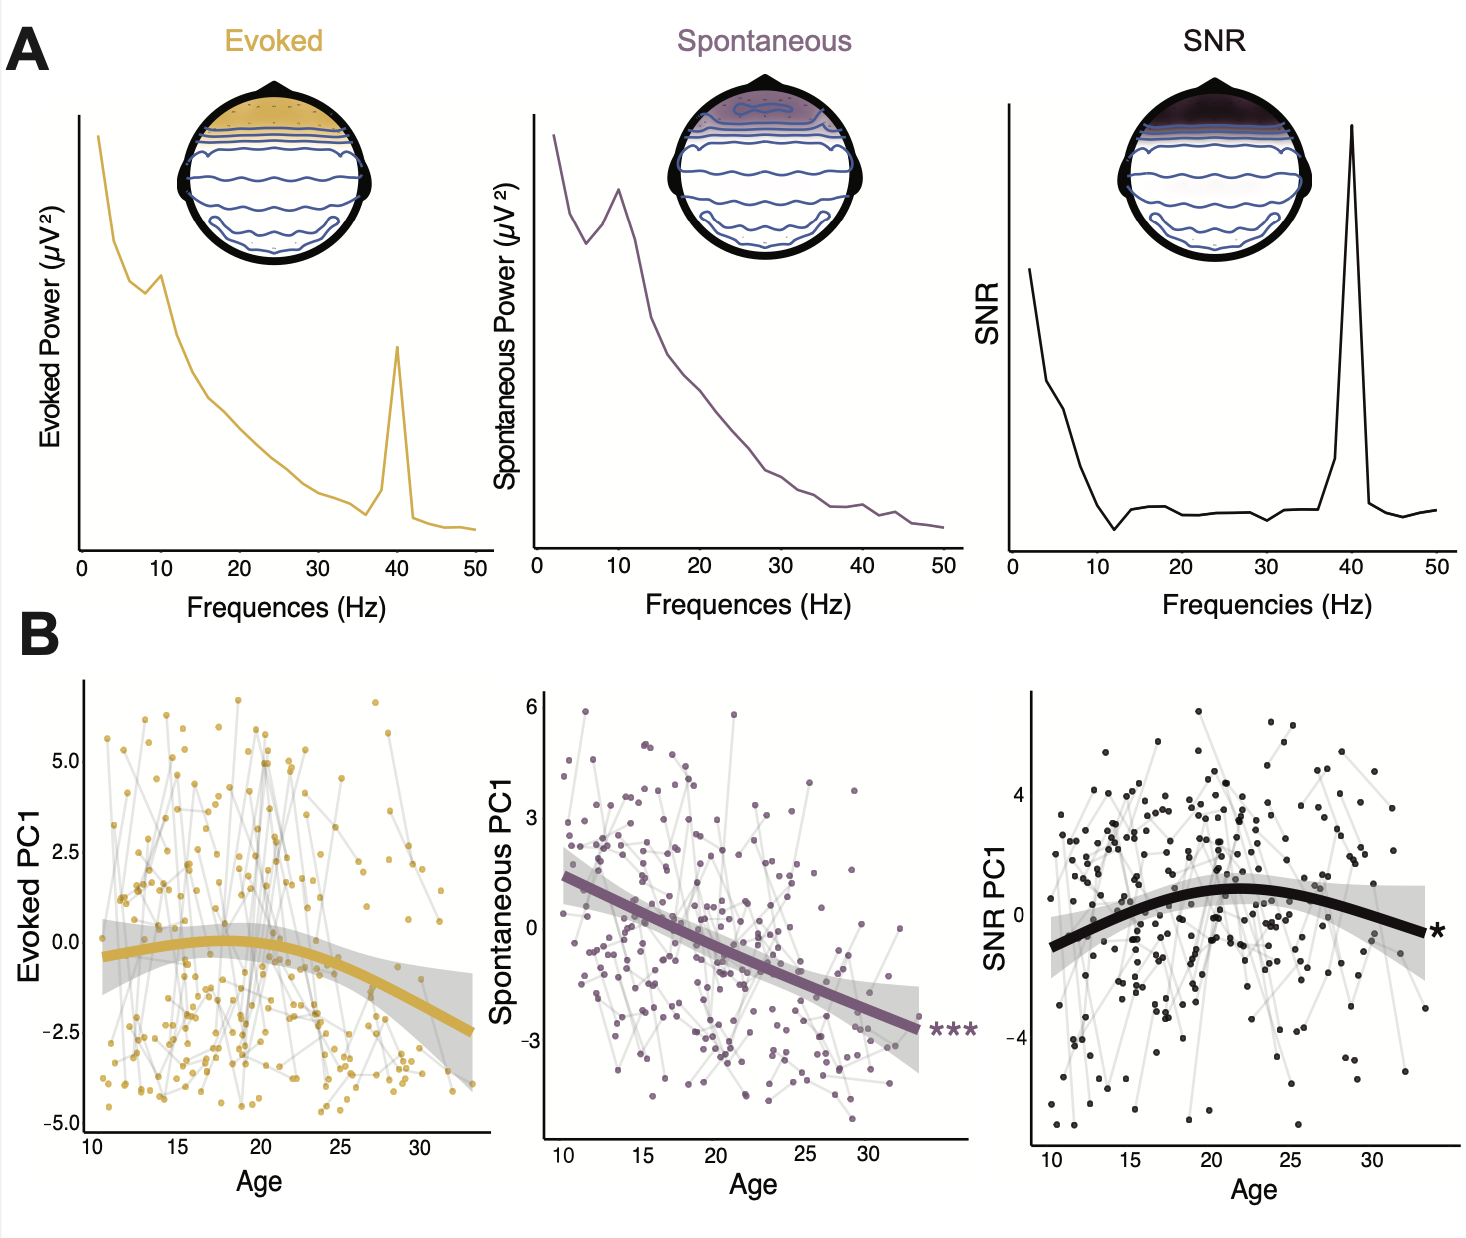 A
Evoked
Spontaneous
SNR
Evoked Power (µV²)
0 10 20 30 40 50
Frequences (Hz)
Spontaneous Power (µV²)
0 10 20 30 40 50
Frequences (Hz)
SNR
0 10 20 30 40 50
Frequencies (Hz)
B
Evoked PC1
5.0
2.5
0.0
−2.5
−5.0
10 15 20 25 30
Age
Spontaneous PC1
6
3
0
−3
***
10 15 20 25 30
Age
SNR PC1
4
0
−4
*
10 15 20 25 30
Age